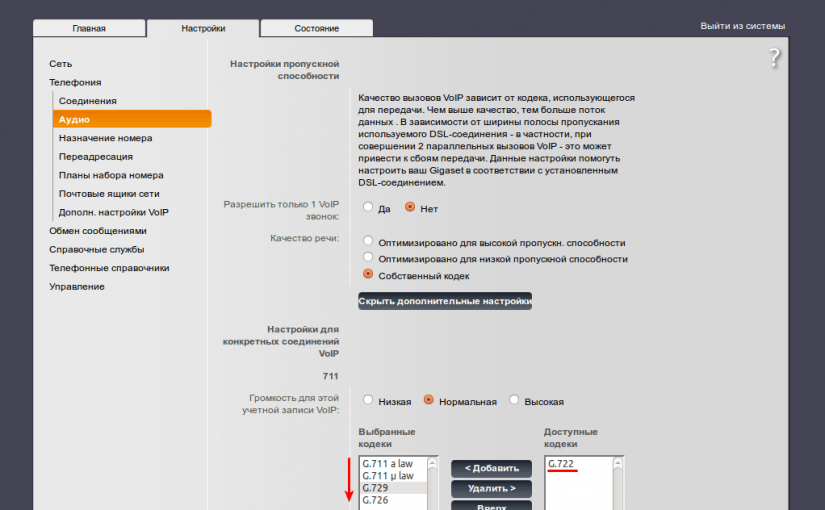 Главная
Настройки
Состояние
Выйти из системы
?
Сеть
Телефония
Соединения
Аудио
Назначение номера
Переадресация
Планы набора номера
Почтовые ящики сети
Дополн. настройки VoIP
Обмен сообщениями
Справочные службы
Телефонные справочники
Управление
Настройки пропускной
способности
Качество вызовов VoIP зависит от кодека, использующегося
для передачи. Чем выше качество, тем больше поток
данных . В зависимости от ширины полосы пропускания
используемого DSL-соединения - в частности, при
совершении 2 параллельных вызовов VoIP - это может
привести к сбоям передачи. Данные настройки помогуть
настроить ваш Gigaset в соответствии с установленным
DSL-соединением.
Разрешить только 1 VoIP
звонок:
Да
Нет
Качество речи:
Оптимизировано для высокой пропускн. способности
Оптимизировано для низкой пропускной способности
Собственный кодек
Скрыть дополнительные настройки
Настройки для
конкретных соединений
VoIP
711
Громкость для этой
учетной записи VoIP:
Низкая
Нормальная
Высокая
Выбранные
кодеки
G.711 a law
G.711 µ law
G.729
G.726
< Добавить
Удалить >
Вверх
Доступные
кодеки
G.722